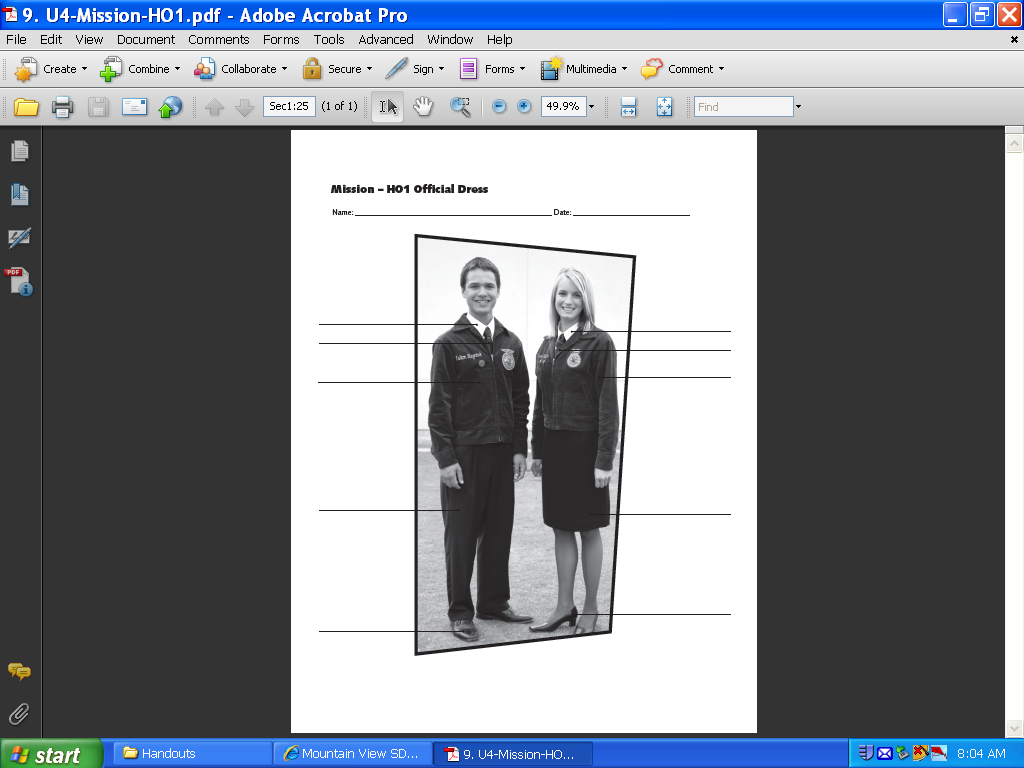 9. U4-Mission-HO1.pdf - Adobe Acrobat Pro
File Edit View Document Comments Forms Tools Advanced Window Help
Create Combine Collaborate Secure Sign Forms Multimedia Comment
Sec1:25 (1 of 1) 49.9% Find
PDF
Mission – HO1 Official Dress
Name: Date:
start Handouts Mountain View SD... 9. U4-Mission-HO... 8:04 AM